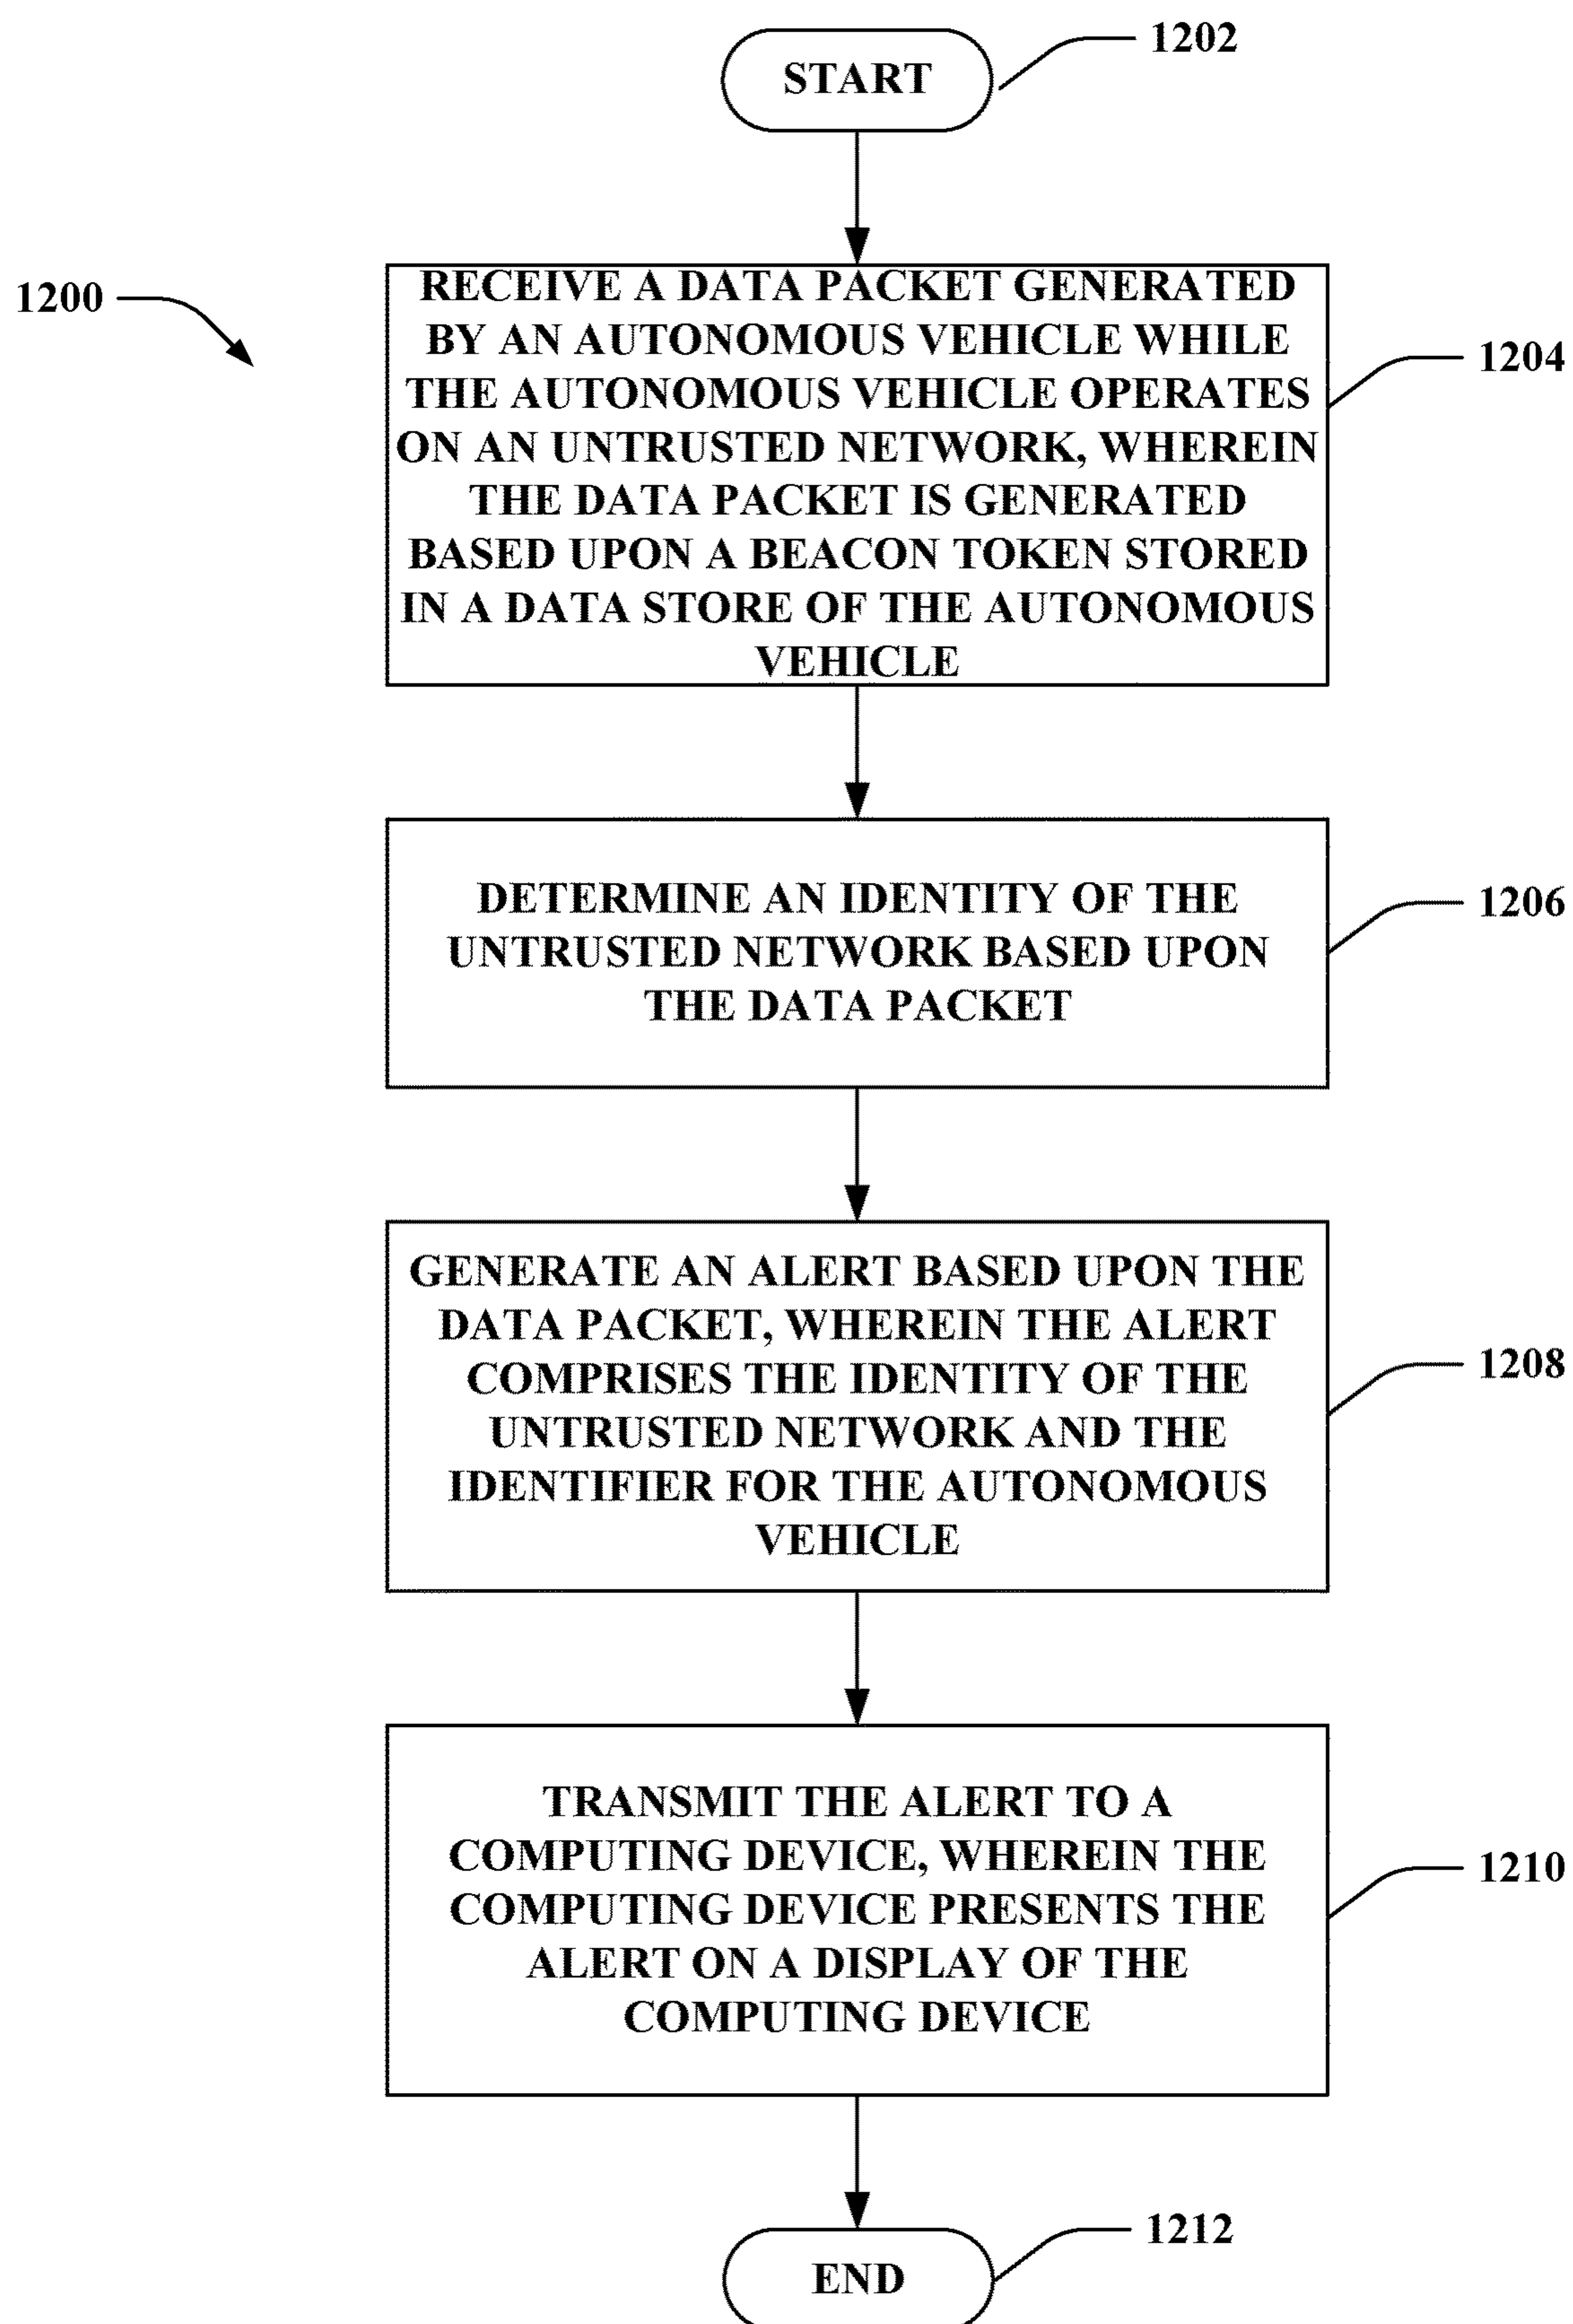 START
1202
1200
RECEIVE A DATA PACKET GENERATED
BY AN AUTONOMOUS VEHICLE WHILE
THE AUTONOMOUS VEHICLE OPERATES
ON AN UNTRUSTED NETWORK, WHEREIN
THE DATA PACKET IS GENERATED
BASED UPON A BEACON TOKEN STORED
IN A DATA STORE OF THE AUTONOMOUS
VEHICLE
1204
DETERMINE AN IDENTITY OF THE
UNTRUSTED NETWORK BASED UPON
THE DATA PACKET
1206
GENERATE AN ALERT BASED UPON THE
DATA PACKET, WHEREIN THE ALERT
COMPRISES THE IDENTITY OF THE
UNTRUSTED NETWORK AND THE
IDENTIFIER FOR THE AUTONOMOUS
VEHICLE
1208
TRANSMIT THE ALERT TO A
COMPUTING DEVICE, WHEREIN THE
COMPUTING DEVICE PRESENTS THE
ALERT ON A DISPLAY OF THE
COMPUTING DEVICE
1210
END
1212